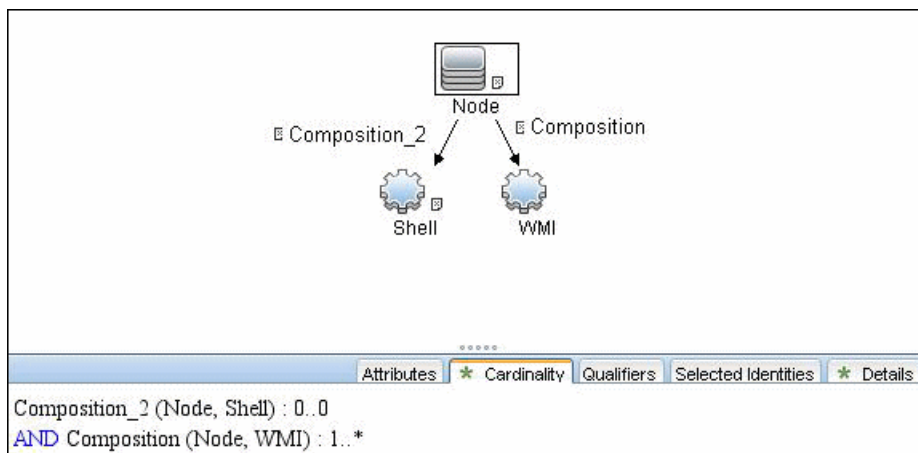 Node
Composition_2
Composition
Shell
WMI
Attributes
* Cardinality
Qualifiers
Selected Identities
* Details
Composition_2 (Node, Shell) : 0..0
AND Composition (Node, WMI) : 1..*